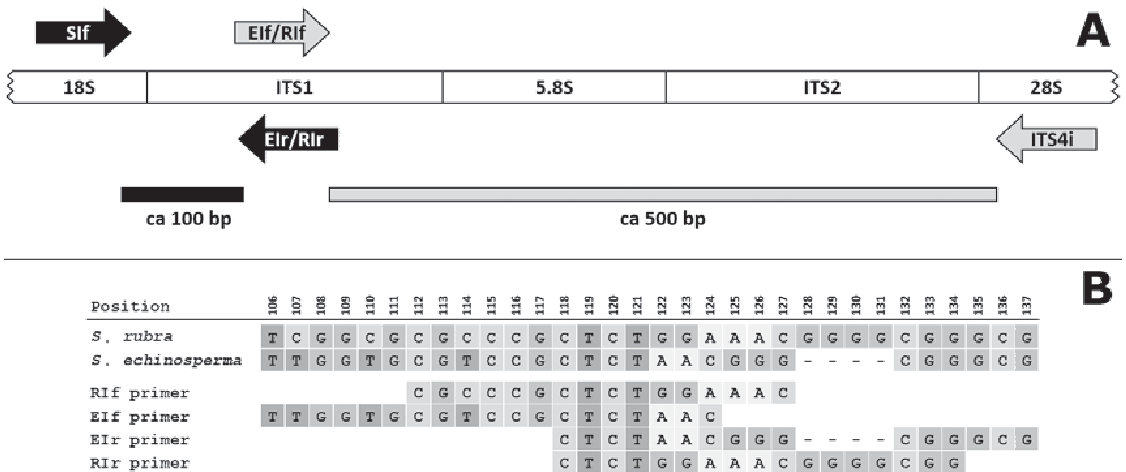 SIf EIf/RIf A
18S ITS1 5.8S ITS2 28S
EIr/RIr ITS4i
ca 100 bp ca 500 bp
B
Position 106 107 108 109 110 111 112 113 114 115 116 117 118 119 120 121 122 123 124 125 126 127 128 129 130 131 132 133 134 135 136 137
S. rubra T C G G C G C G C C C G C T C T G G A A A C G G G G C G G G C G
S. echinosperma T T G G T G C G T C C G C T C T A A C G G G - - - - C G G G C G
RIf primer C G C C C G C T C T G G A A A C
EIf primer T T G G T G C G T C C G C T C T A A C
EIr primer C T C T A A C G G G - - - - C G G G C G
RIr primer C T C T G G A A A C G G G G C G G